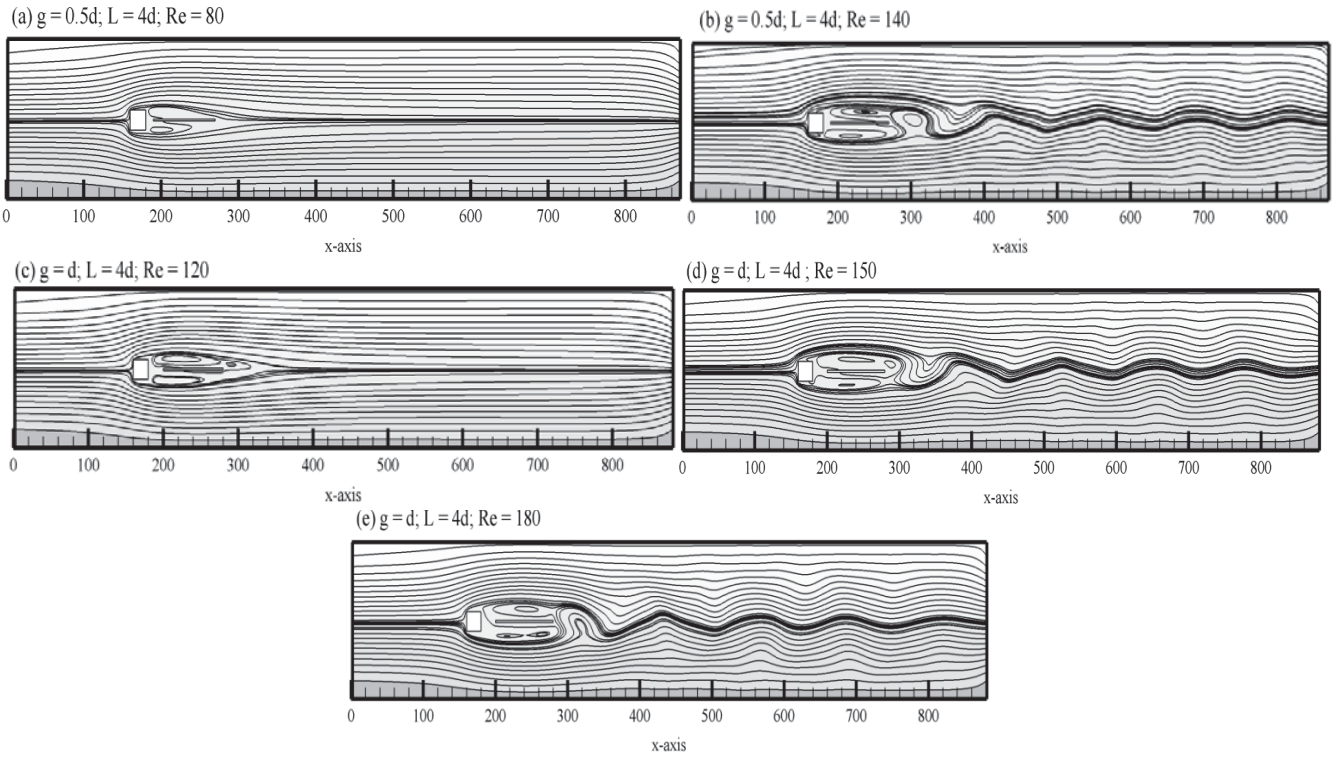 (a) g = 0.5d; L = 4d; Re = 80
(b) g = 0.5d; L = 4d; Re = 140
0 100 200 300 400 500 600 700 800
x-axis
0 100 200 300 400 500 600 700 800
x-axis
(c) g = d; L = 4d; Re = 120
(d) g = d; L = 4d ; Re = 150
0 100 200 300 400 500 600 700 800
x-axis
0 100 200 300 400 500 600 700 800
x-axis
(e) g = d; L = 4d; Re = 180
0 100 200 300 400 500 600 700 800
x-axis